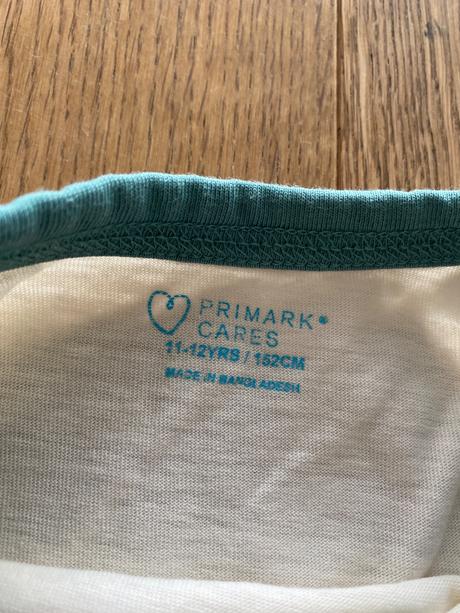 PRIMARK®
CARES
11-12YRS / 152CM
MADE IN BANGLADESH